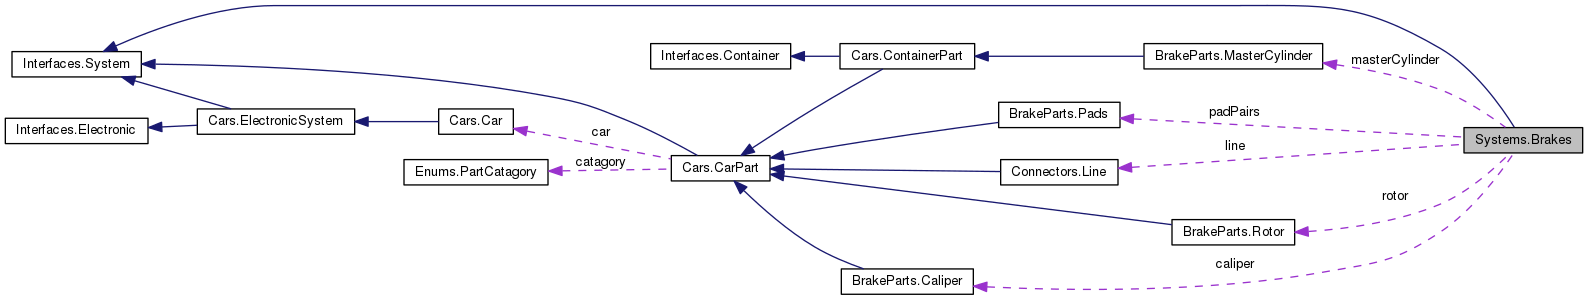 Interfaces.System
Interfaces.Container
Cars.ContainerPart
BrakeParts.MasterCylinder
masterCylinder
Interfaces.Electronic
Cars.ElectronicSystem
Cars.Car
car
BrakeParts.Pads
padPairs
Systems.Brakes
Enums.PartCatagory
catagory
Cars.CarPart
Connectors.Line
line
BrakeParts.Rotor
rotor
BrakeParts.Caliper
caliper